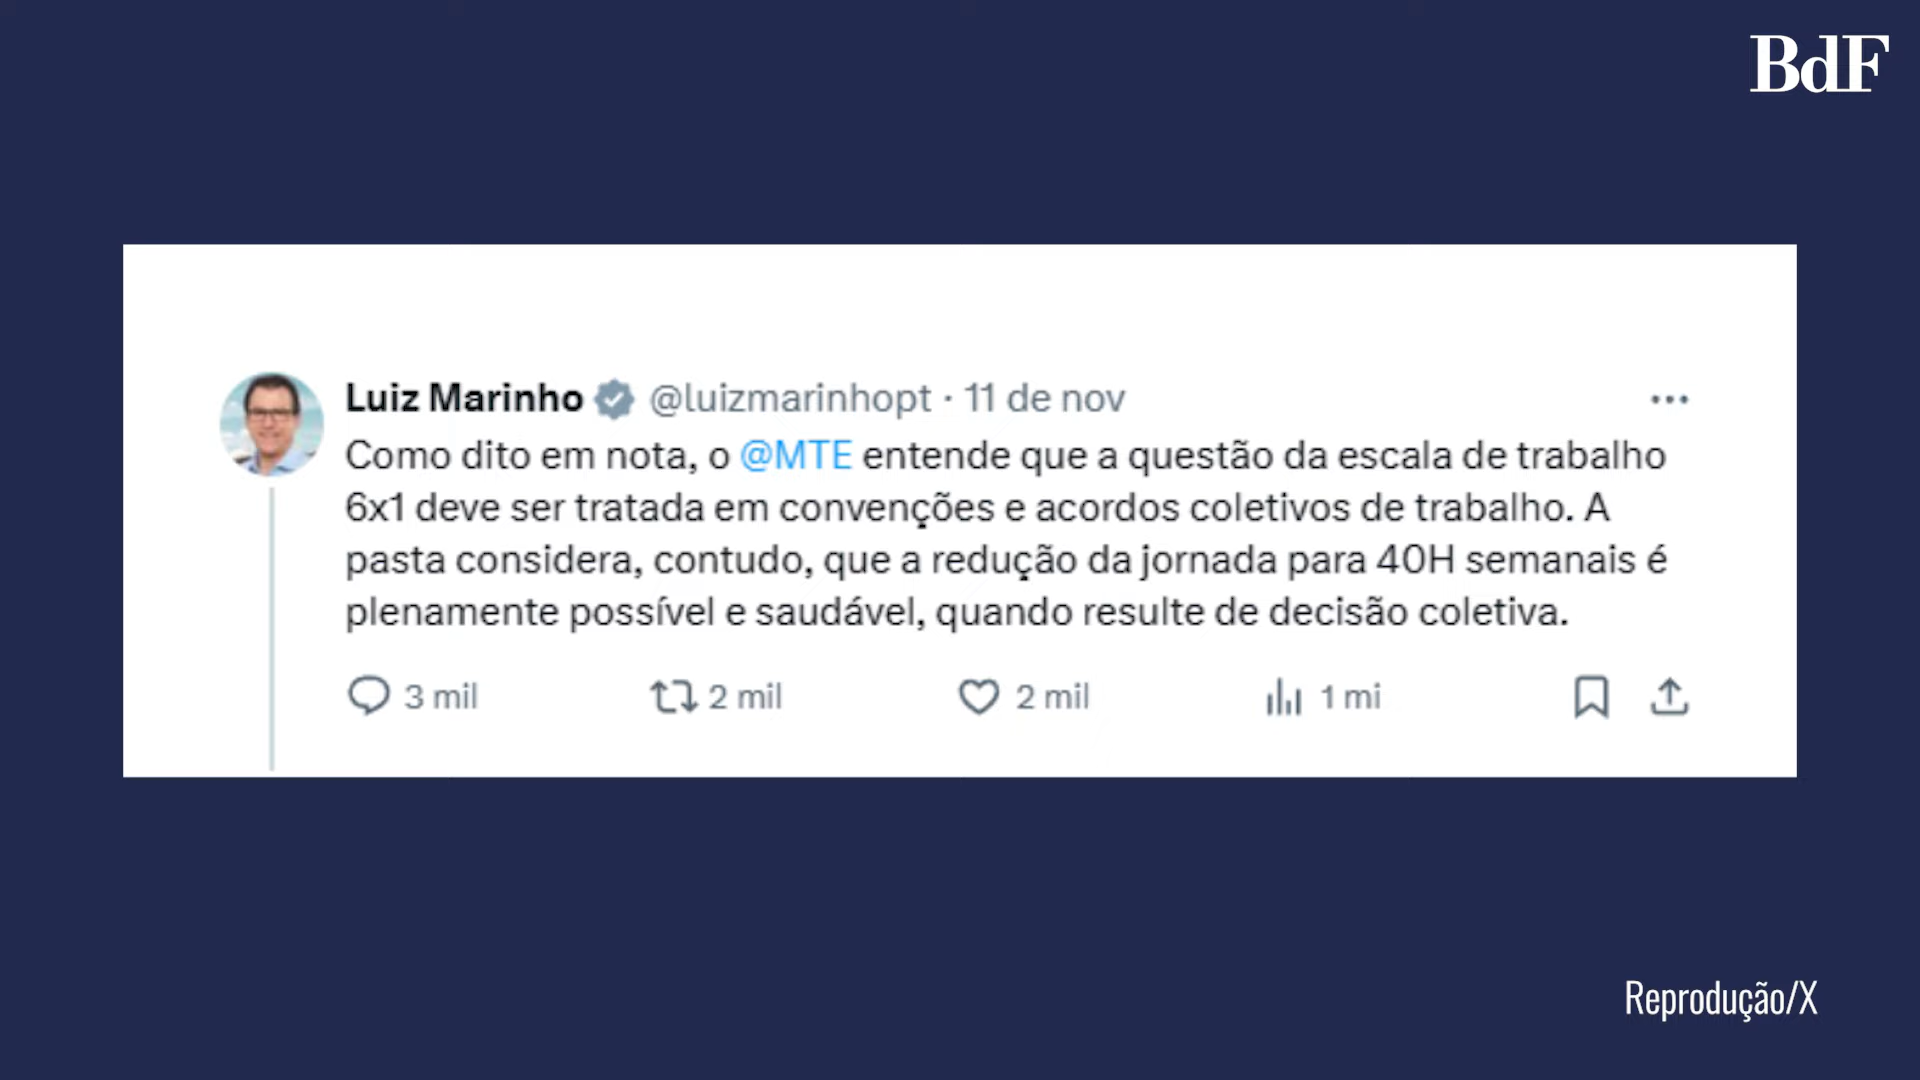 BdF
Luiz Marinho @luizmarinhopt · 11 de nov
Como dito em nota, o @MTE entende que a questão da escala de trabalho
6x1 deve ser tratada em convenções e acordos coletivos de trabalho. A
pasta considera, contudo, que a redução da jornada para 40H semanais é
plenamente possível e saudável, quando resulte de decisão coletiva.
3 mil 2 mil 2 mil 1 mi
Reprodução/X